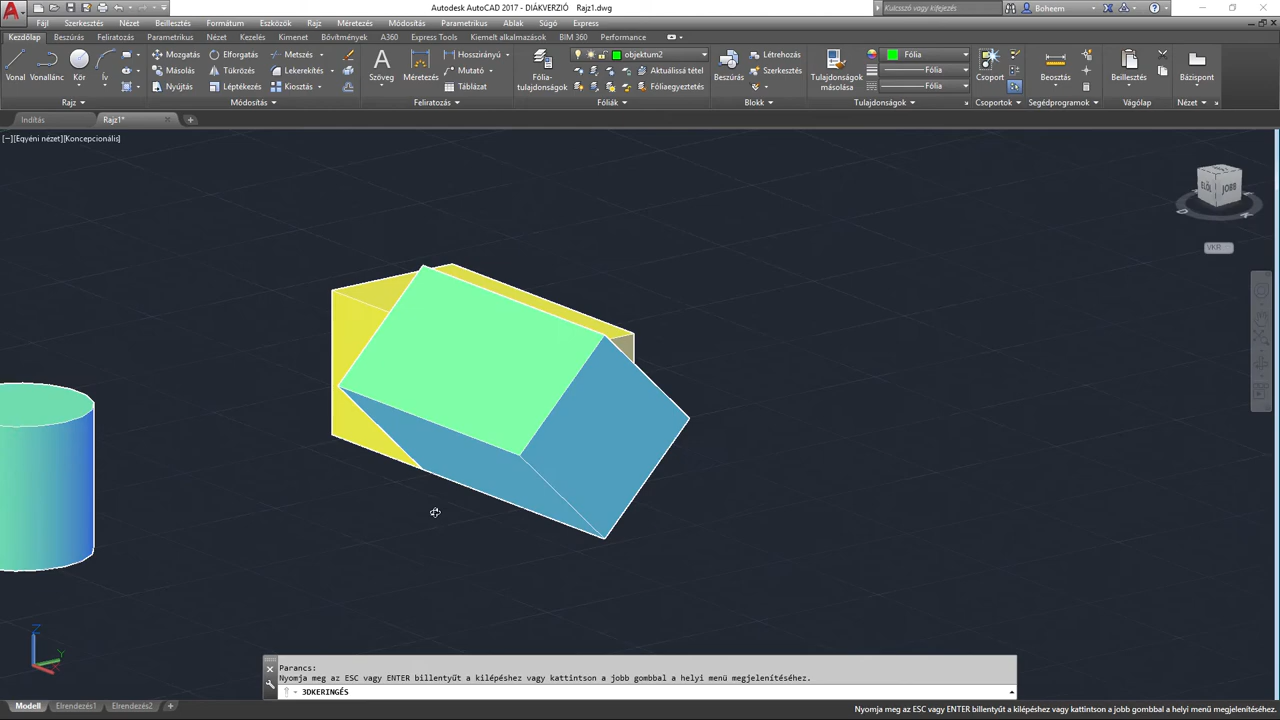 Autodesk AutoCAD 2017 - DIÁKVERZIÓ Rajz1.dwg
Kulcsszó vagy kifejezés
Boheem
Fájl Szerkesztés Nézet Beillesztés Formátum Eszközök Rajz Méretezés Módosítás Parametrikus Ablak Súgó Express
Kezdőlap Beszúrás Feliratozás Parametrikus Nézet Kezelés Kimenet Bővítmények A360 Express Tools Kiemelt alkalmazások BIM 360 Performance
Vonal Vonallánc Kör Ív
Mozgatás Elforgatás Metszés
Másolás Tükrözés Lekerekítés
Nyújtás Léptékezés Kiosztás
Szöveg Méretezés
Hosszirányú
Mutató
Táblázat
Fólia-
tulajdonságok
objektum2
Aktuálissá tétel
Fóliaegyeztetés
Beszúrás
Létrehozás
Szerkesztés
Tulajdonságok
másolása
Fólia
Fólia
Fólia
Csoport
Beosztás
Beillesztés
Bázispont
Rajz Módosítás Feliratozás Fóliák Blokk Tulajdonságok Csoportok Segédprogramok Vágólap Nézet
Indítás Rajz1*
[−][Egyéni nézet][Koncepcionális]
ELÖL JOBB
VKR
Z
Y
X
Parancs:
Nyomja meg az ESC vagy ENTER billentyűt a kilépéshez vagy kattintson a jobb gombbal a helyi menü megjelenítéséhez.
3DKERINGÉS
Modell Elrendezés1 Elrendezés2
Nyomja meg az ESC vagy ENTER billentyűt a kilépéshez vagy kattintson a jobb gombbal a helyi menü megjelenítéséhez.